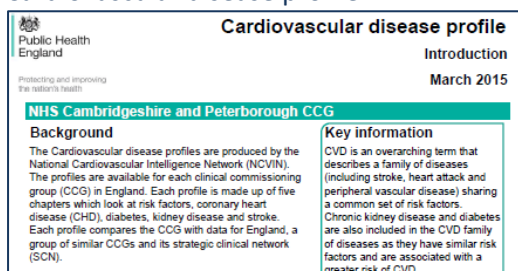 Public Health
England
Protecting and improving
the nation's health
Cardiovascular disease profile
Introduction
March 2015
NHS Cambridgeshire and Peterborough CCG
Background
The Cardiovascular disease profiles are produced by the
National Cardiovascular Intelligence Network (NCVIN).
The profiles are available for each clinical commissioning
group (CCG) in England. Each profile is made up of five
chapters which look at risk factors, coronary heart
disease (CHD), diabetes, kidney disease and stroke.
Each profile compares the CCG with data for England, a
group of similar CCGs and its strategic clinical network
(SCN).
Key information
CVD is an overarching term that
describes a family of diseases
(including stroke, heart attack and
peripheral vascular disease) sharing
a common set of risk factors.
Chronic kidney disease and diabetes
are also included in the CVD family
of diseases as they have similar risk
factors and are associated with a
greater risk of CVD.